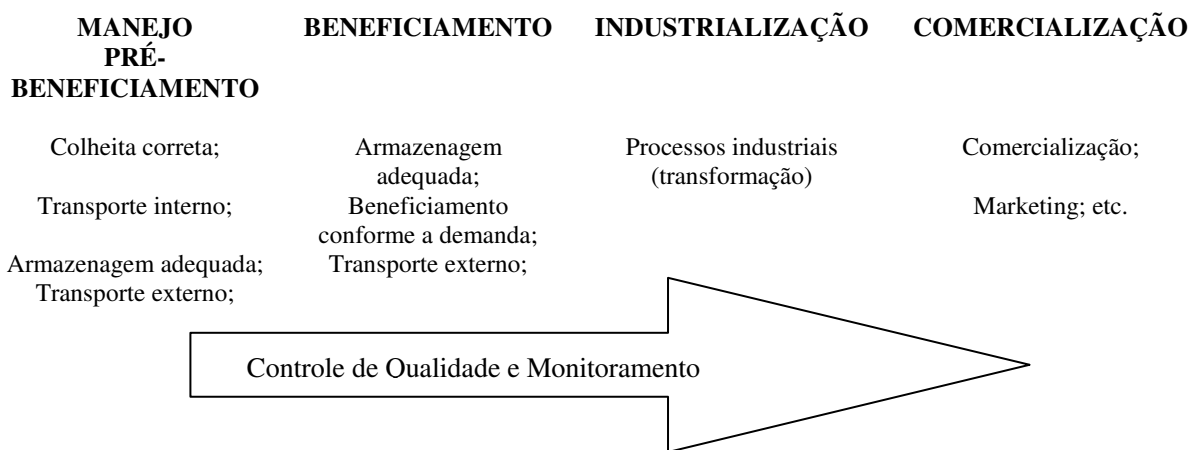 MANEJO
PRÉ-
BENEFICIAMENTO
BENEFICIAMENTO
INDUSTRIALIZAÇÃO
COMERCIALIZAÇÃO
Colheita correta;
Transporte interno;
Armazenagem adequada;
Transporte externo;
Armazenagem
adequada;
Beneficiamento
conforme a demanda;
Transporte externo;
Processos industriais
(transformação)
Comercialização;
Marketing; etc.
Controle de Qualidade e Monitoramento